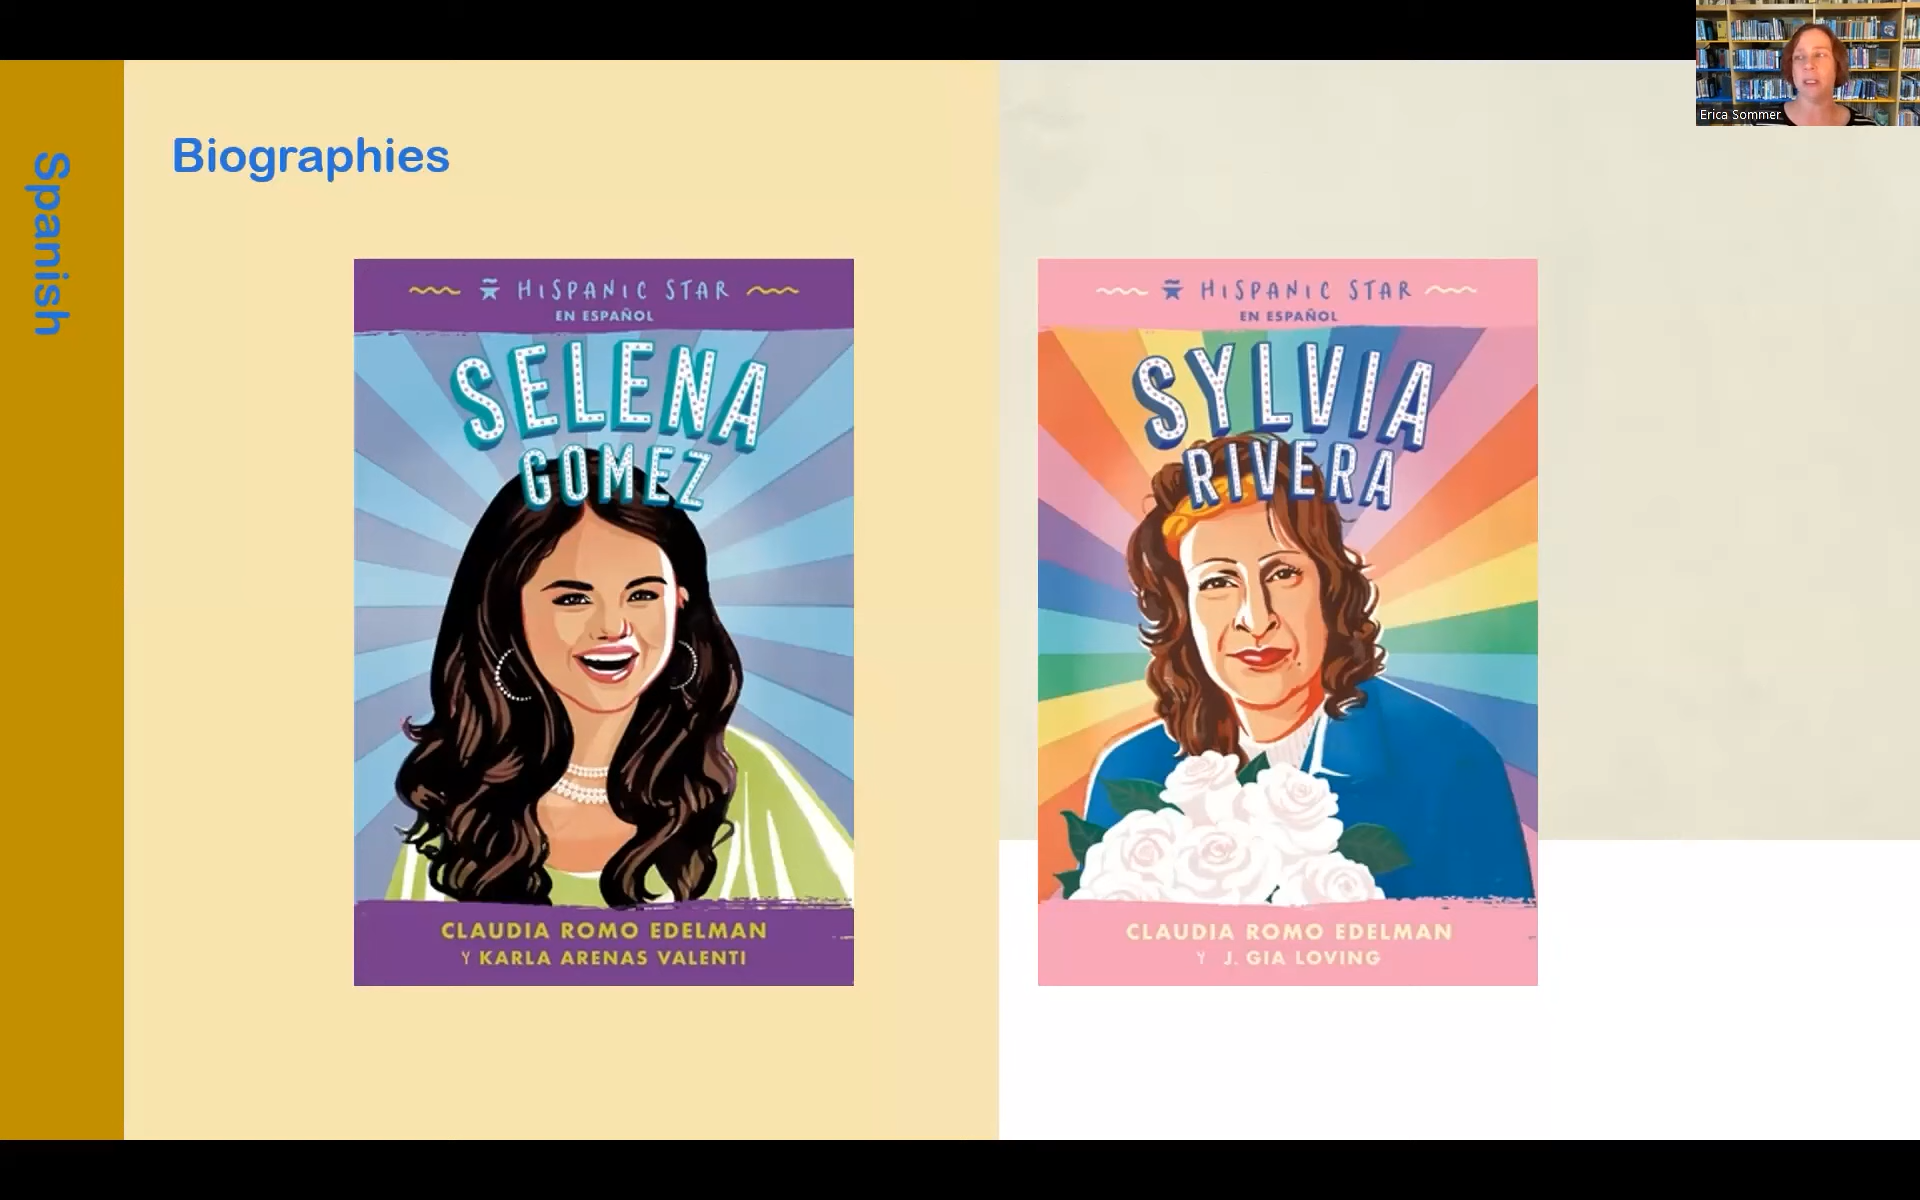 Erica Sommer
Spanish
Biographies
HISPANIC STAR
EN ESPAÑOL
SELENA
GOMEZ
CLAUDIA ROMO EDELMAN
Y KARLA ARENAS VALENTI
HISPANIC STAR
EN ESPAÑOL
SYLVIA
RIVERA
CLAUDIA ROMO EDELMAN
Y J. GIA LOVING